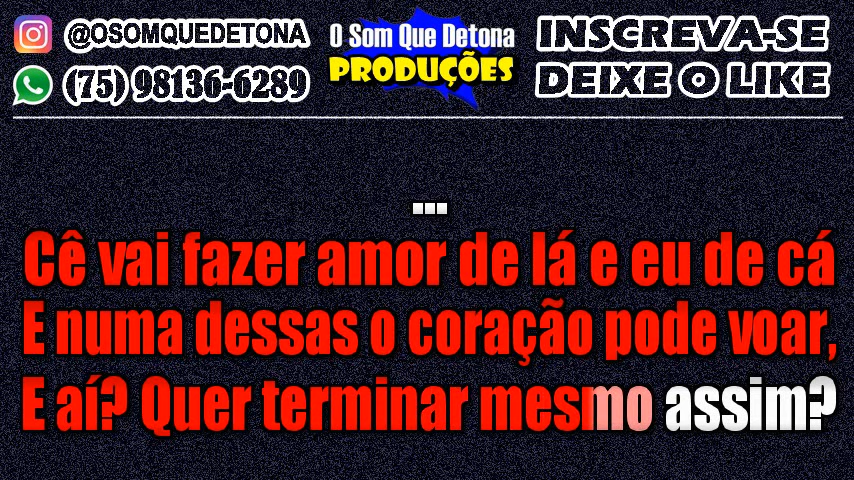 @OSOMQUEDETONA
(75) 98136-6289
O Som Que Detona
PRODUÇÕES
INSCREVA-SE
DEIXE O LIKE
...
Cê vai fazer amor de lá e eu de cá
E numa dessas o coração pode voar,
E aí? Quer terminar mesmo assim?